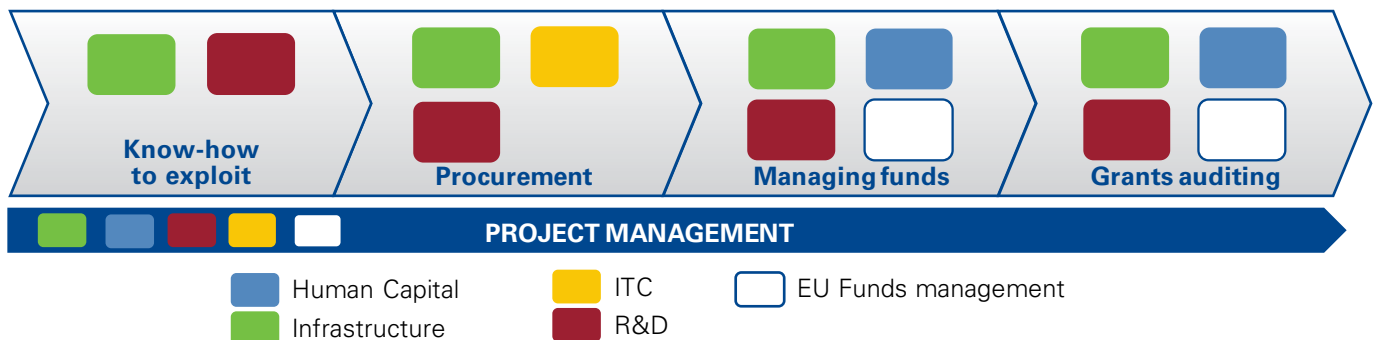 Know-how
to exploit
Procurement
Managing funds
Grants auditing
PROJECT MANAGEMENT
Human Capital
ITC
EU Funds management
Infrastructure
R&D